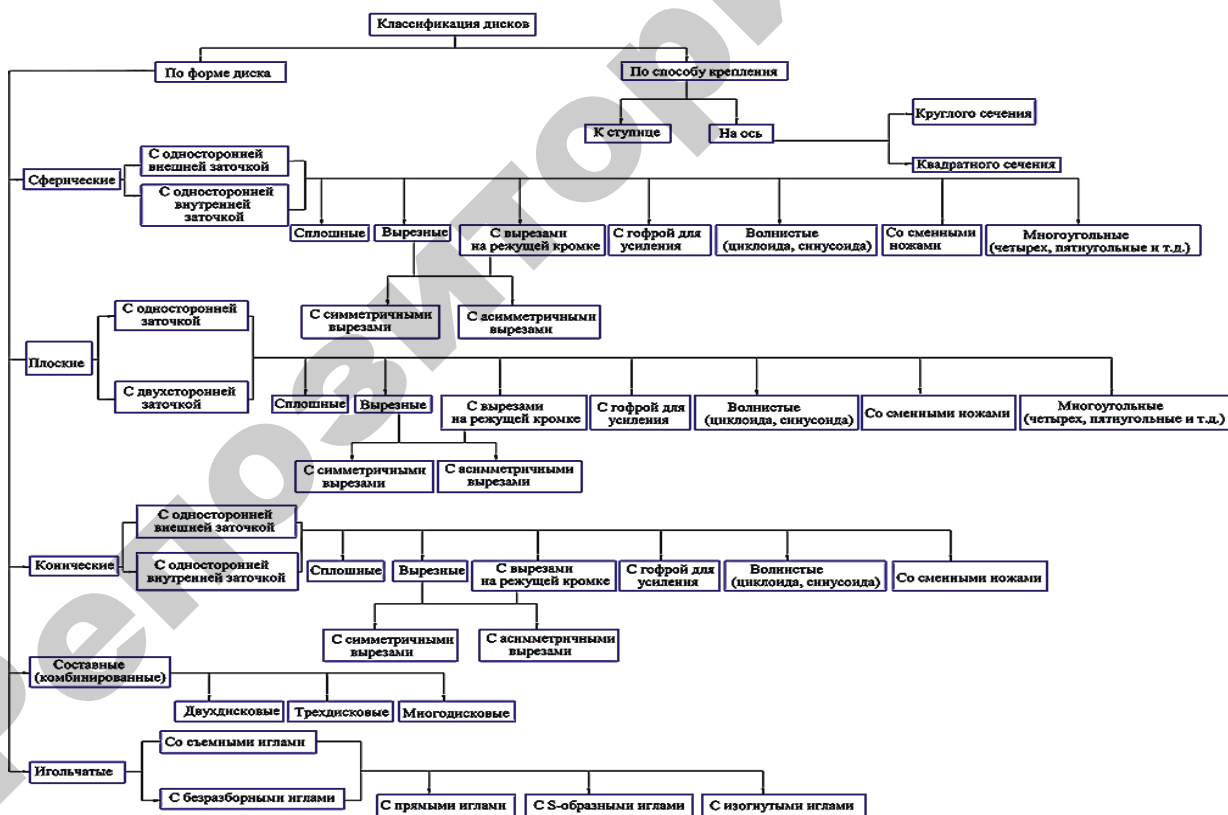 Классификация дисков
По форме диска
По способу крепления
К ступице
На ось
Круглого сечения
Квадратного сечения
Сферические
С односторонней
внешней заточкой
С односторонней
внутренней
заточкой
Сплошные
Вырезные
С вырезами
на режущей кромке
С гофрой для
усиления
Волнистые
(циклоида, синусоида)
Со сменными
ножами
Многоугольные
(четырех, пятиугольные и т.д.)
С симметричными
вырезами
С асимметричными
вырезами
Плоские
С односторонней
заточкой
С двухсторонней
заточкой
Сплошные
Вырезные
С вырезами
на режущей кромке
С гофрой для
усиления
Волнистые
(циклоида, синусоида)
Со сменными ножами
Многоугольные
(четырех, пятиугольные и т.д.)
С симметричными
вырезами
С асимметричными
вырезами
Конические
С односторонней
внешней заточкой
С односторонней
внутренней заточкой
Сплошные
Вырезные
С вырезами
на режущей кромке
С гофрой для
усиления
Волнистые
(циклоида, синусоида)
Со сменными ножами
С симметричными
вырезами
С асимметричными
вырезами
Составные
(комбинированные)
Двухдисковые
Трехдисковые
Многодисковые
Игольчатые
Со съемными иглами
С безразборными иглами
С прямыми иглами
С S-образными иглами
С изогнутыми иглами
Репозитори